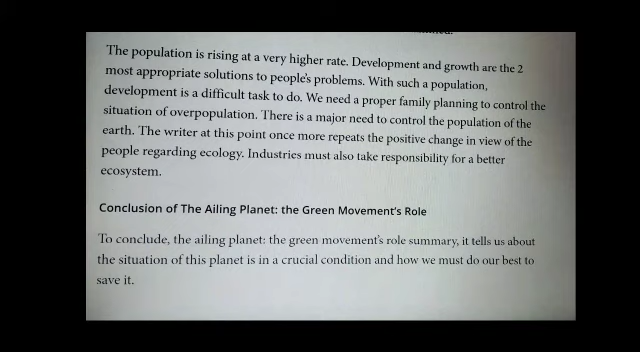 The population is rising at a very higher rate. Development and growth are the 2
most appropriate solutions to people's problems. With such a population,
development is a difficult task to do. We need a proper family planning to control the
situation of overpopulation. There is a major need to control the population of the
earth. The writer at this point once more repeats the positive change in view of the
people regarding ecology. Industries must also take responsibility for a better
ecosystem.
Conclusion of The Ailing Planet: the Green Movement's Role
To conclude, the ailing planet: the green movement's role summary, it tells us about
the situation of this planet is in a crucial condition and how we must do our best to
save it.